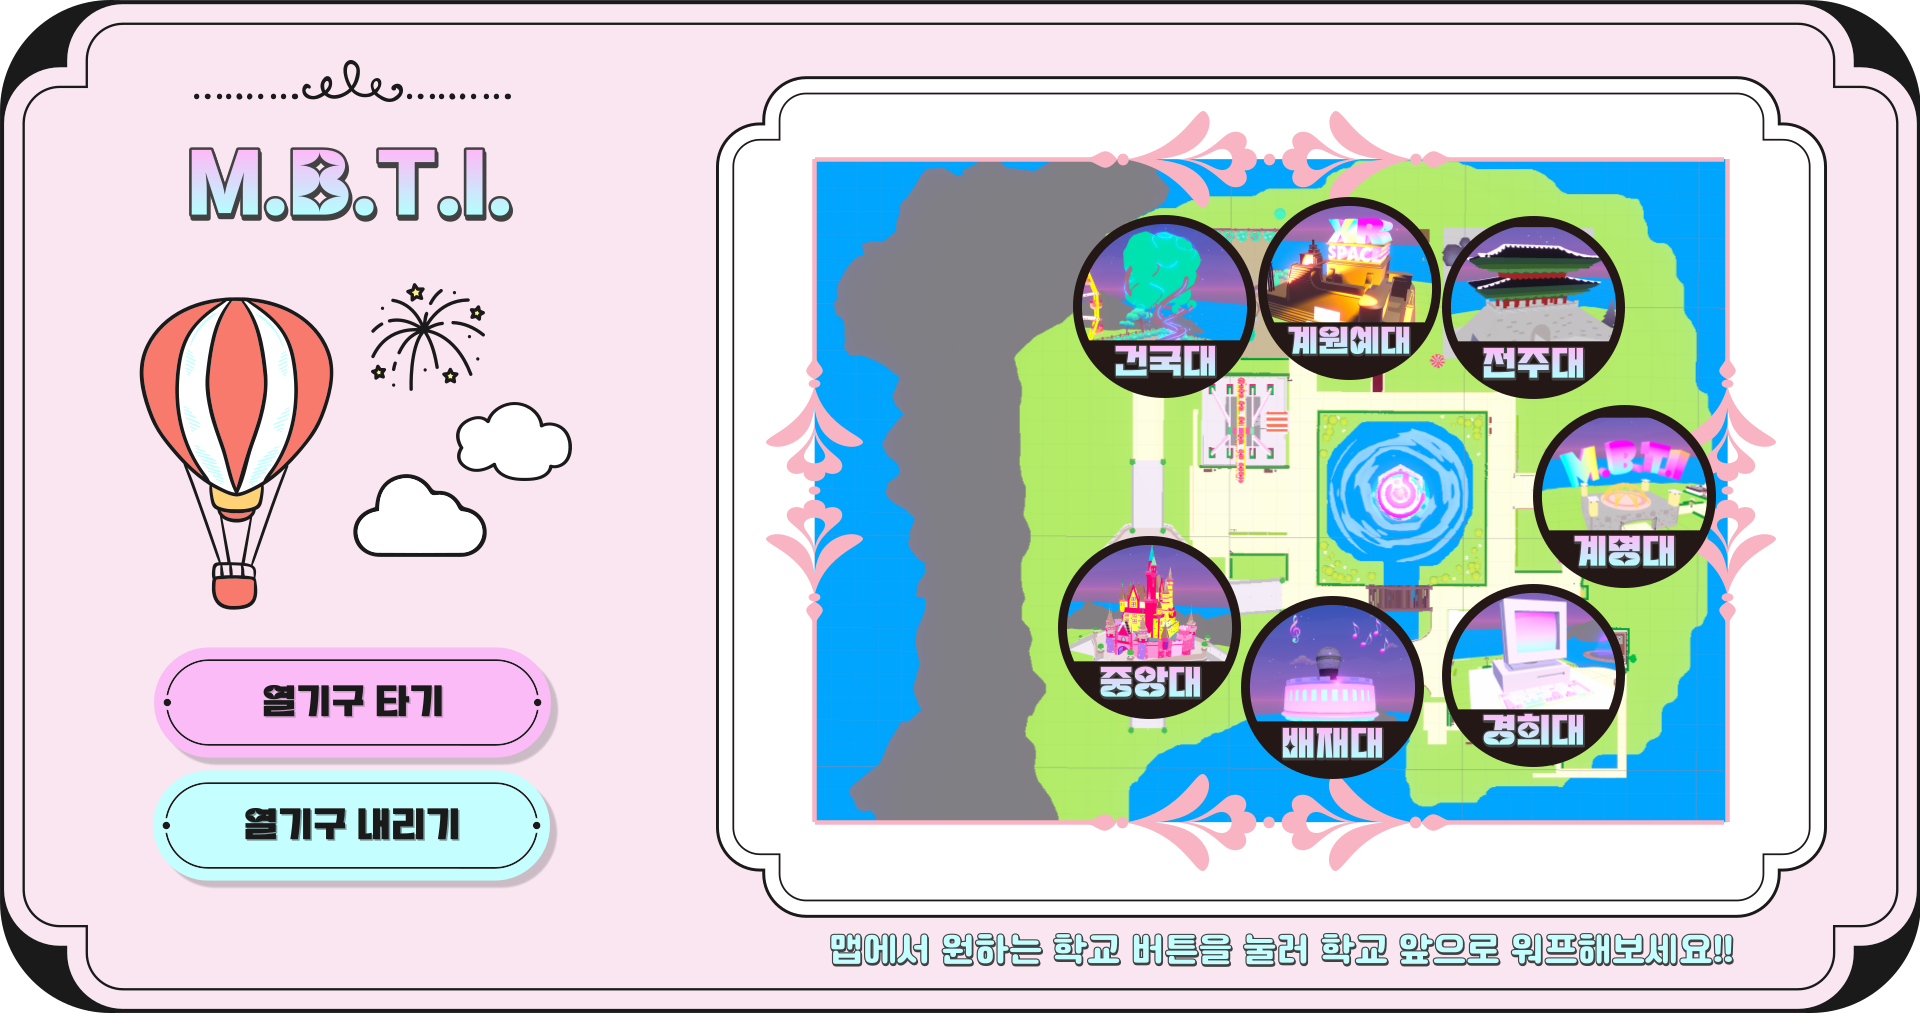 M.B.T.I.
열기구 타기
열기구 내리기
건국대
XR
SPACE
계원예대
전주대
M.B.T.I
계명대
중앙대
배재대
경희대
맵에서 원하는 학교 버튼을 눌러 학교 앞으로 워프해보세요!!